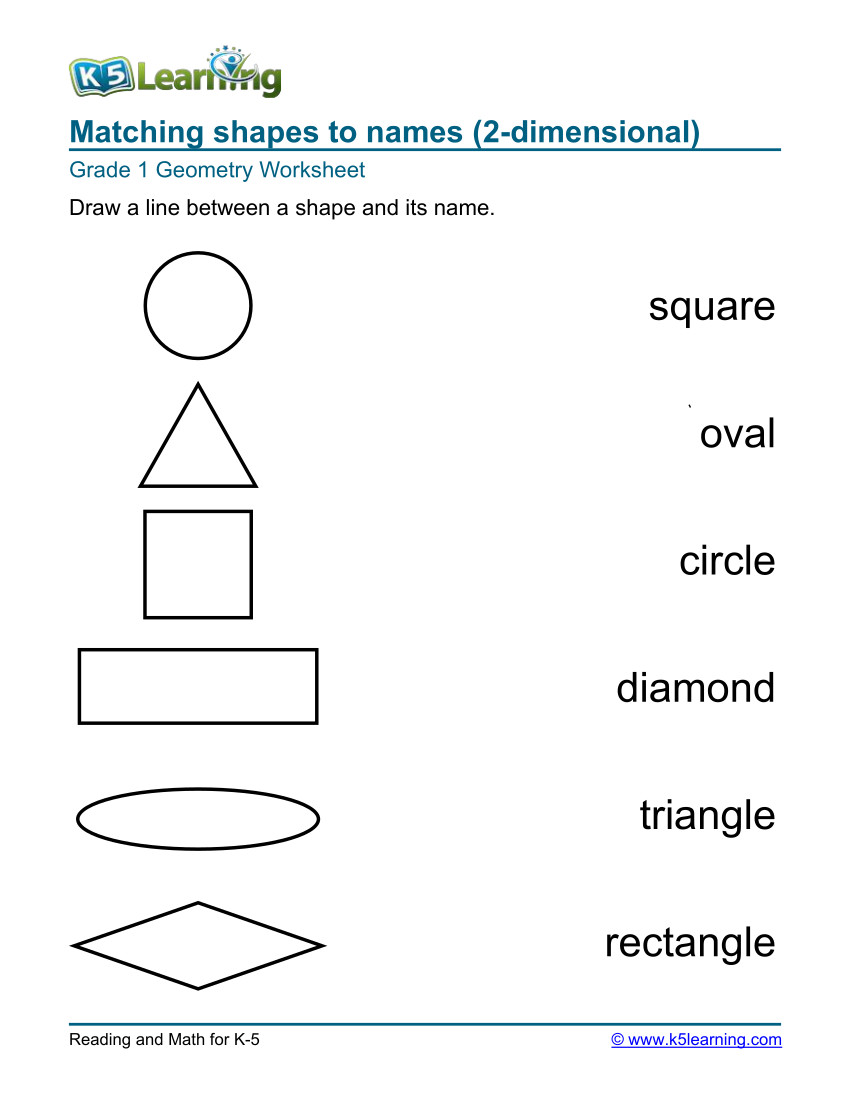 K5 Learning
Matching shapes to names (2-dimensional)
Grade 1 Geometry Worksheet
Draw a line between a shape and its name.
square
oval
circle
diamond
triangle
rectangle
Reading and Math for K-5
© www.k5learning.com